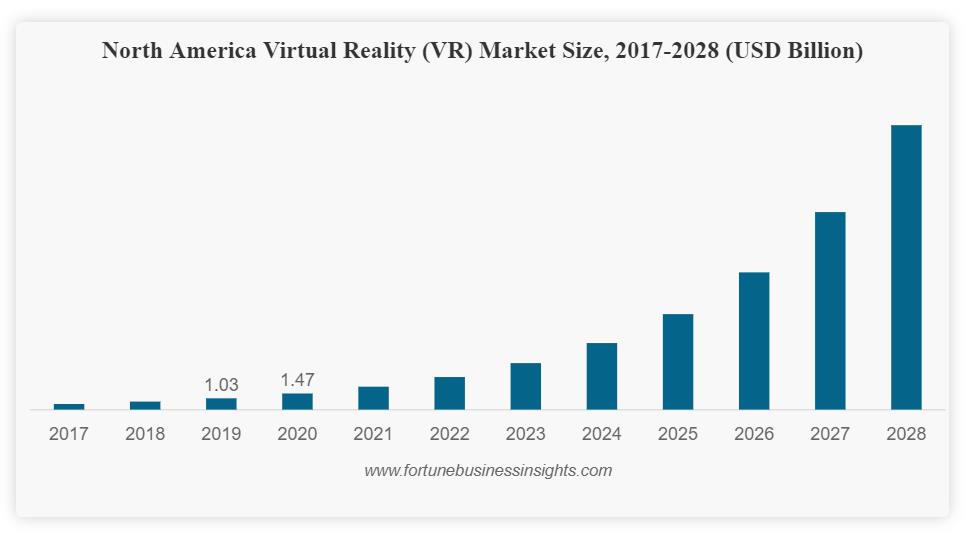 North America Virtual Reality (VR) Market Size, 2017-2028 (USD Billion)
1.03
1.47
2017 2018 2019 2020 2021 2022 2023 2024 2025 2026 2027 2028
www.fortunebusinessinsights.com